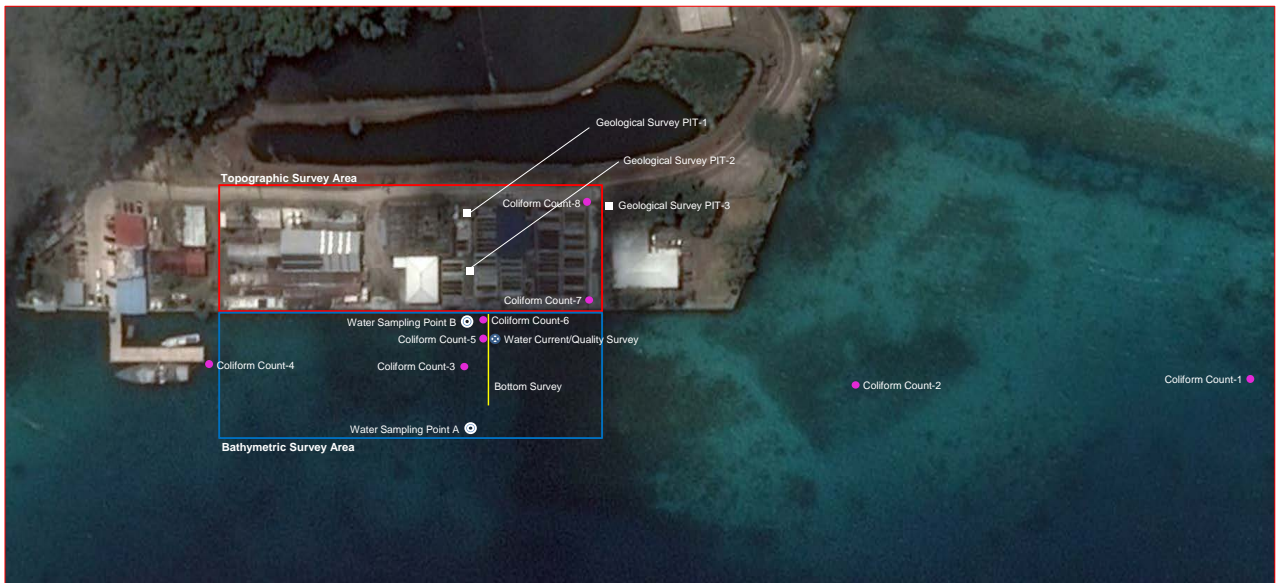 Geological Survey PIT-1
Geological Survey PIT-2
Topographic Survey Area
Coliform Count-8
Geological Survey PIT-3
Coliform Count-7
Water Sampling Point B
Coliform Count-6
Coliform Count-5
Water Current/Quality Survey
Coliform Count-4
Coliform Count-3
Coliform Count-2
Coliform Count-1
Bottom Survey
Water Sampling Point A
Bathymetric Survey Area